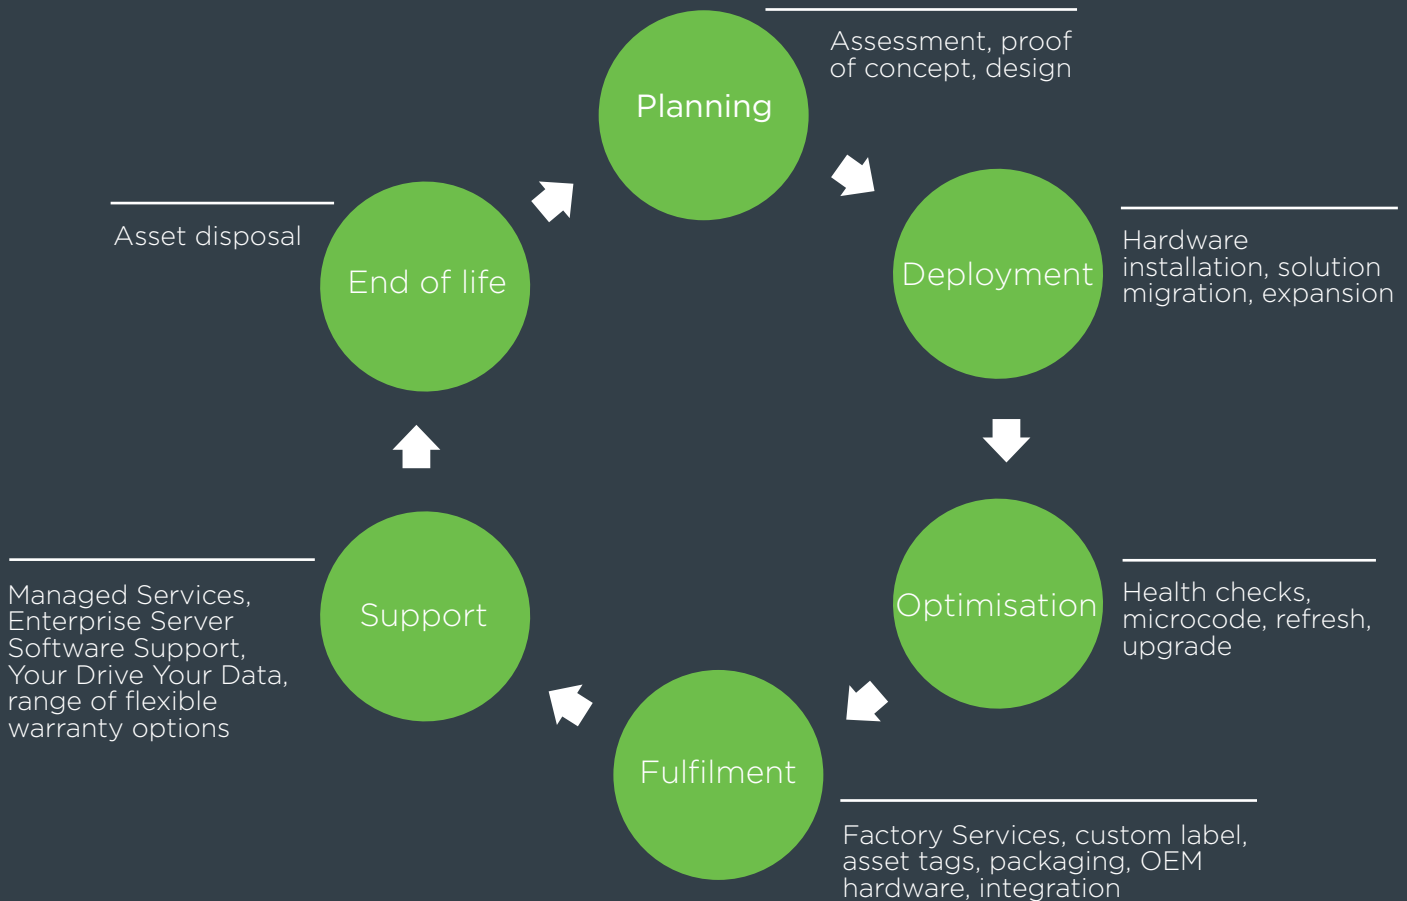 Planning
Assessment, proof
of concept, design
Deployment
Hardware
installation, solution
migration, expansion
Optimisation
Health checks,
microcode, refresh,
upgrade
Fulfilment
Factory Services, custom label,
asset tags, packaging, OEM
hardware, integration
Support
Managed Services,
Enterprise Server
Software Support,
Your Drive Your Data,
range of flexible
warranty options
End of life
Asset disposal